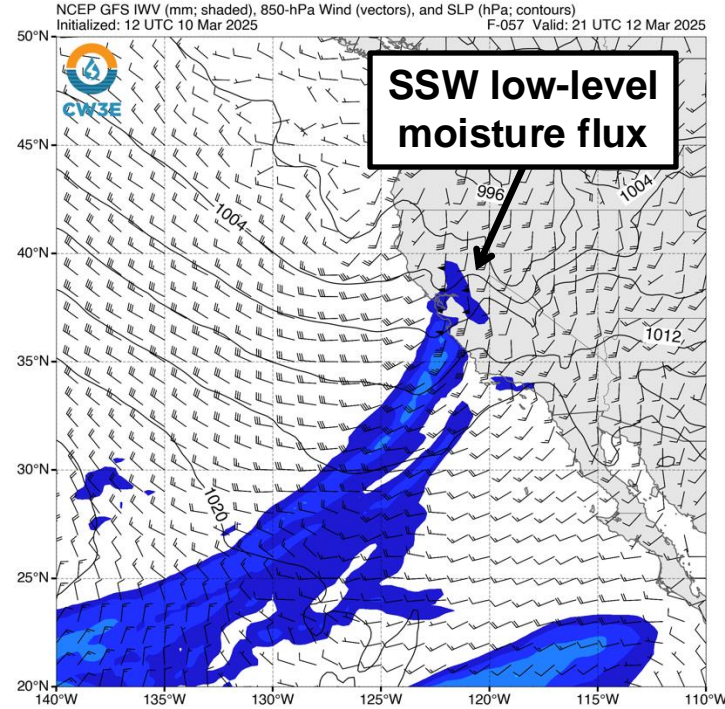 NCEP GFS IWV (mm; shaded), 850-hPa Wind (vectors), and SLP (hPa; contours)
Initialized: 12 UTC 10 Mar 2025 F-057 Valid: 21 UTC 12 Mar 2025
50°N
CW3E
SSW low-level
moisture flux
45°N
996
1004
1004
40°N
1012
35°N
30°N
1020
25°N
20°N
140°W 135°W 130°W 125°W 120°W 115°W 110°W